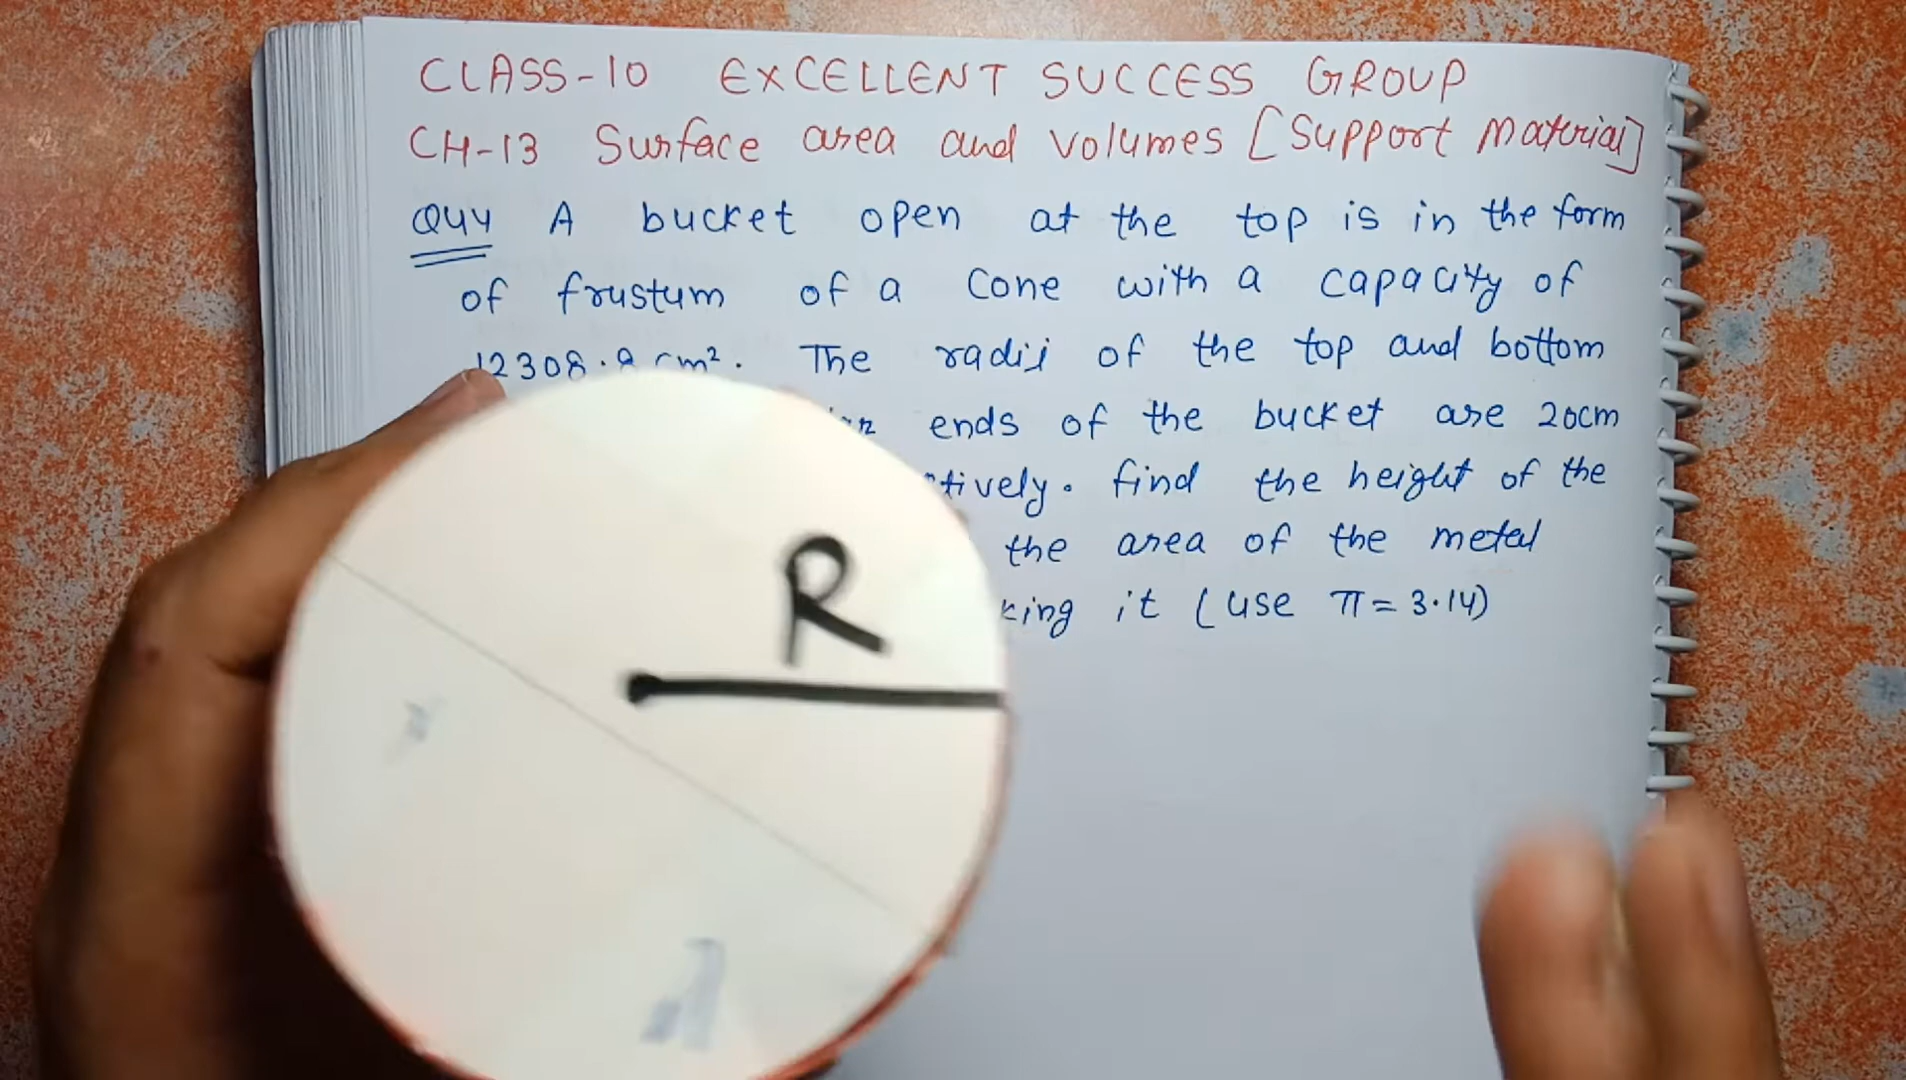 CLASS-10 EXCELLENT SUCCESS GROUP
CH-13 Surface area and volumes [Support Material]
Q44 A bucket open at the top is in the form
of frustum of a cone with a capacity of
12308.8 cm². The radii of the top and bottom
ends of the bucket are 20cm
find the height of the
the area of the metal
it (use π = 3.14)
R